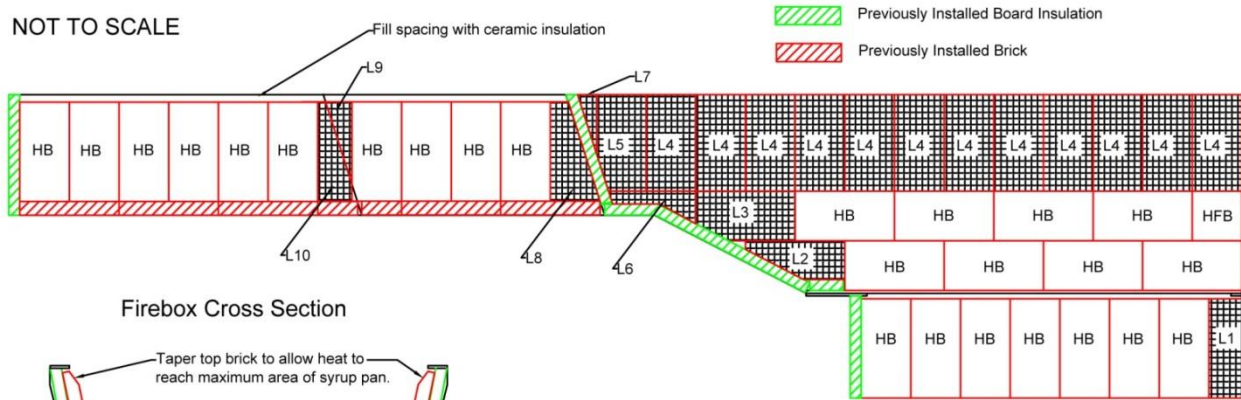 NOT TO SCALE
Fill spacing with ceramic insulation
Previously Installed Board Insulation
Previously Installed Brick
L9
L7
HB HB HB HB HB HB HB HB HB HB
L5 L4 L4 L4 L4 L4 L4 L4 L4 L4 L4 L4 L4
L3 HB HB HB HB HFB
L10
L8
L6
L2 HB HB HB HB
HB HB HB HB HB HB HB L1
Firebox Cross Section
Taper top brick to allow heat to
reach maximum area of syrup pan.